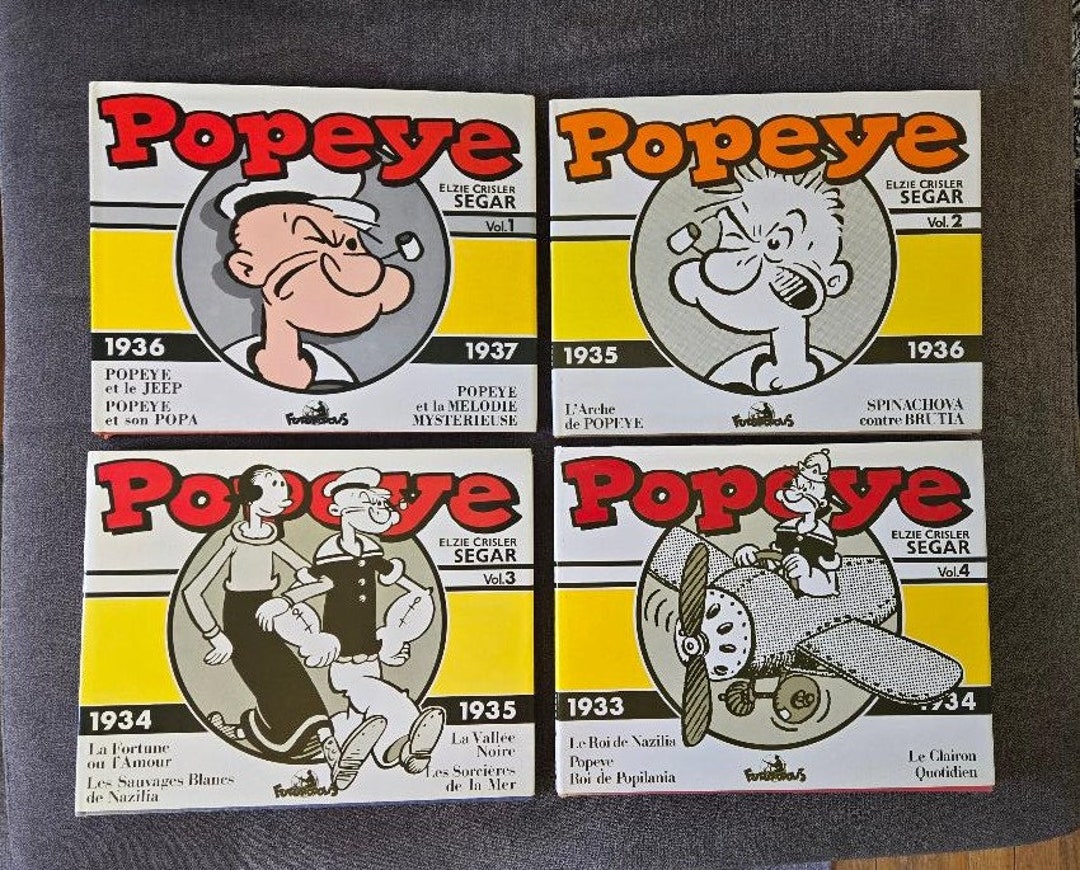 Popeye
ELZIE CRISLER
SEGAR
Vol.1
1936
1937
POPEYE
et le JEEP
POPEYE
et son POPA
POPEYE
et la MELODIE
MYSTERIEUSE
FUTUROPOLIS
Popeye
ELZIE CRISLER
SEGAR
Vol.2
1935
1936
L'Arche
de POPEYE
SPINACHOVA
contre BRUTIA
FUTUROPOLIS
Popeye
ELZIE CRISLER
SEGAR
Vol.3
1934
1935
La Fortune
ou l'Amour
Les Sauvages Blancs
de Nazilia
La Vallée
Noire
Les Sorcières
de la Mer
FUTUROPOLIS
Popeye
ELZIE CRISLER
SEGAR
Vol.4
1933
1934
Le Roi de Nazilia
Popeye
Roi de Popilania
Le Clairon
Quotidien
FUTUROPOLIS